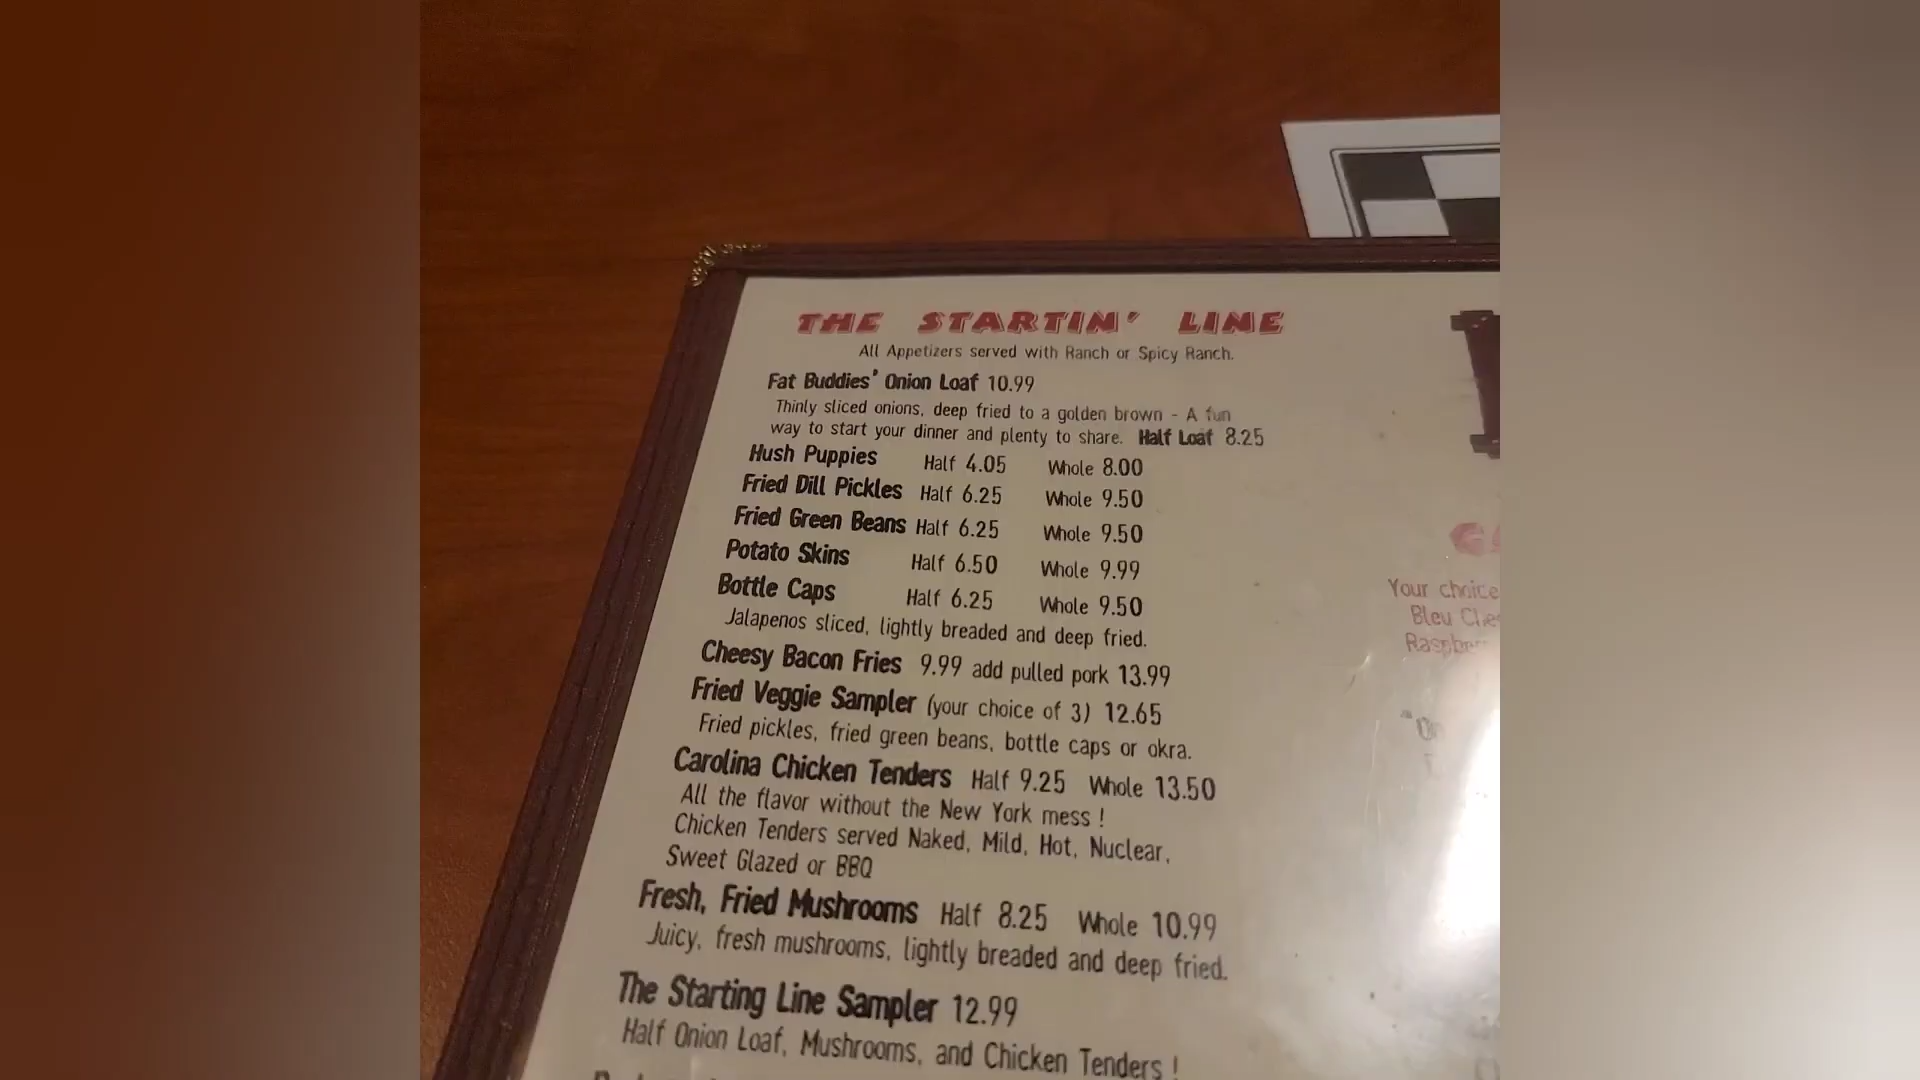 THE STARTIN' LINE
All Appetizers served with Ranch or Spicy Ranch.
Fat Buddies' Onion Loaf 10.99
Thinly sliced onions, deep fried to a golden brown - A fun
way to start your dinner and plenty to share. Half Loaf 8.25
Hush Puppies Half 4.05 Whole 8.00
Fried Dill Pickles Half 6.25 Whole 9.50
Fried Green Beans Half 6.25 Whole 9.50
Potato Skins Half 6.50 Whole 9.99
Bottle Caps Half 6.25 Whole 9.50
Jalapenos sliced, lightly breaded and deep fried.
Cheesy Bacon Fries 9.99 add pulled pork 13.99
Fried Veggie Sampler (your choice of 3) 12.65
Fried pickles, fried green beans, bottle caps or okra.
Carolina Chicken Tenders Half 9.25 Whole 13.50
All the flavor without the New York mess !
Chicken Tenders served Naked, Mild, Hot, Nuclear,
Sweet Glazed or BBQ
Fresh, Fried Mushrooms Half 8.25 Whole 10.99
Juicy, fresh mushrooms, lightly breaded and deep fried.
The Starting Line Sampler 12.99
Half Onion Loaf, Mushrooms, and Chicken Tenders !
Your choice
Bleu